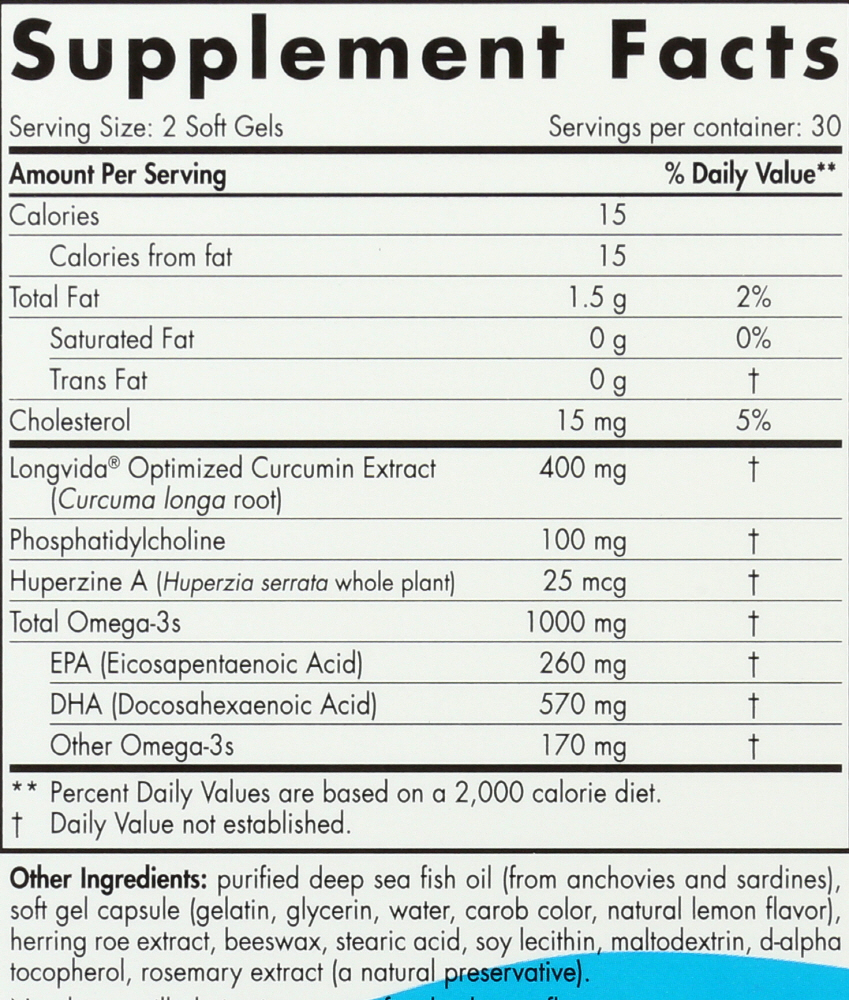 Supplement Facts
Serving Size: 2 Soft Gels Servings per container: 30
Amount Per Serving % Daily Value**
Calories 15
Calories from fat 15
Total Fat 1.5 g 2%
Saturated Fat 0 g 0%
Trans Fat 0 g †
Cholesterol 15 mg 5%
Longvida® Optimized Curcumin Extract 400 mg †
(Curcuma longa root)
Phosphatidylcholine 100 mg †
Huperzine A (Huperzia serrata whole plant) 25 mcg †
Total Omega-3s 1000 mg †
EPA (Eicosapentaenoic Acid) 260 mg †
DHA (Docosahexaenoic Acid) 570 mg †
Other Omega-3s 170 mg †
** Percent Daily Values are based on a 2,000 calorie diet.
† Daily Value not established.
Other Ingredients: purified deep sea fish oil (from anchovies and sardines),
soft gel capsule (gelatin, glycerin, water, carob color, natural lemon flavor),
herring roe extract, beeswax, stearic acid, soy lecithin, maltodextrin, d-alpha
tocopherol, rosemary extract (a natural preservative).